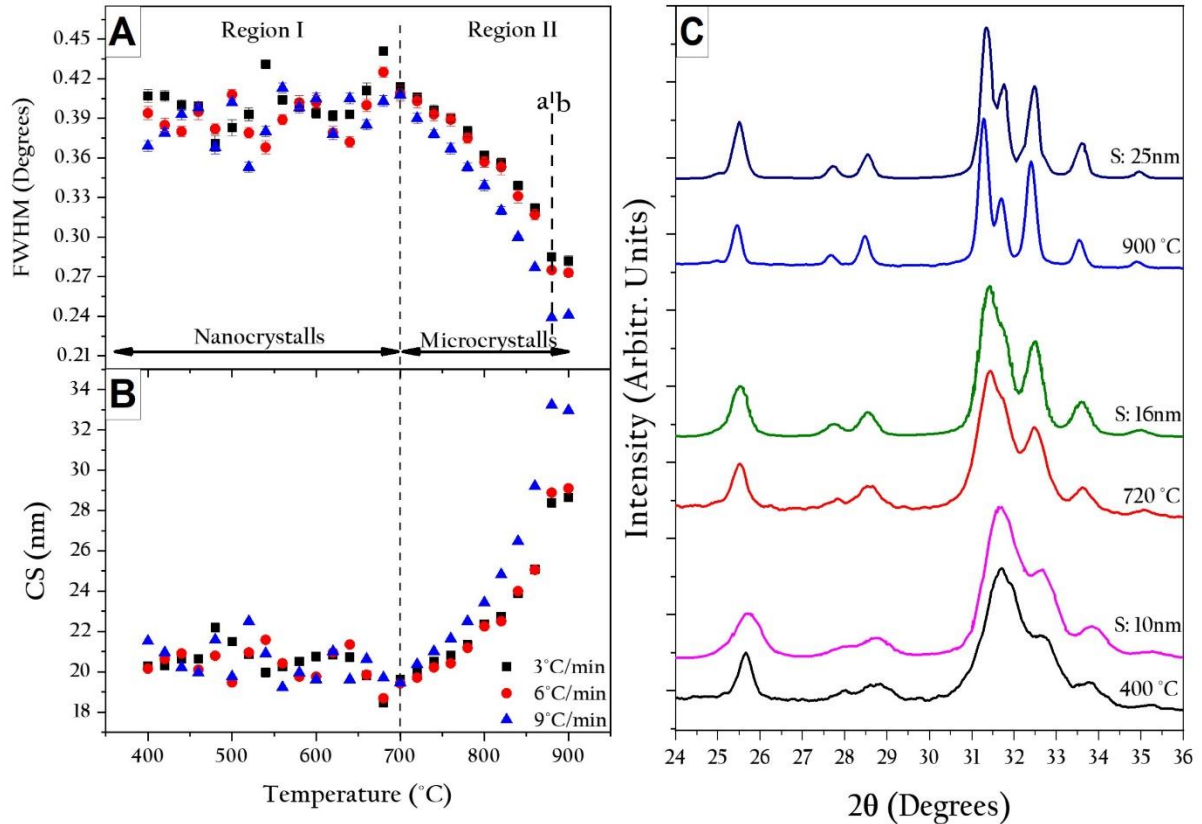 A
Region I
Region II
a b
FWHM (Degrees)
0.45
0.42
0.39
0.36
0.33
0.30
0.27
0.24
0.21
Nanocrystalls
Microcrystalls
B
CS (nm)
34
32
30
28
26
24
22
20
18
3°C/min
6°C/min
9°C/min
400
500
600
700
800
900
Temperature (°C)
C
Intensity (Arbitr. Units)
S: 25nm
900 °C
S: 16nm
720 °C
S: 10nm
400 °C
24 25 26 27 28 29 30 31 32 33 34 35 36
2θ (Degrees)